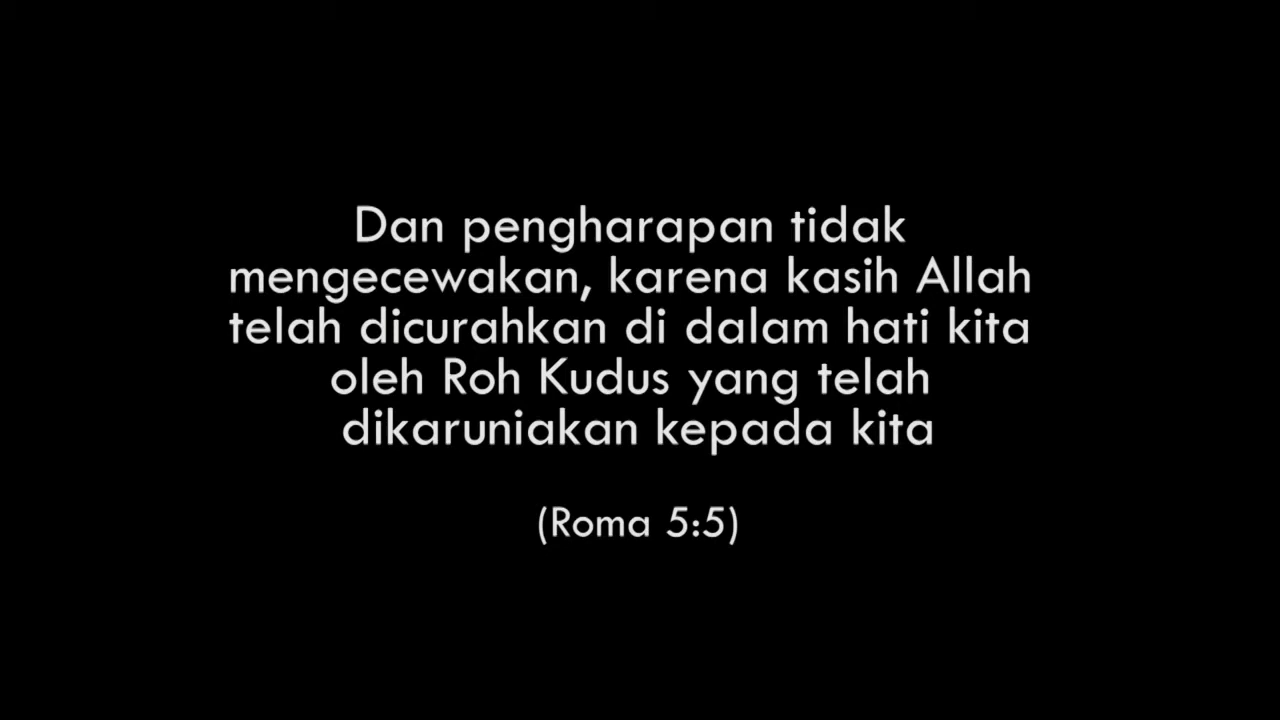 Dan pengharapan tidak
mengecewakan, karena kasih Allah
telah dicurahkan di dalam hati kita
oleh Roh Kudus yang telah
dikaruniakan kepada kita
(Roma 5:5)